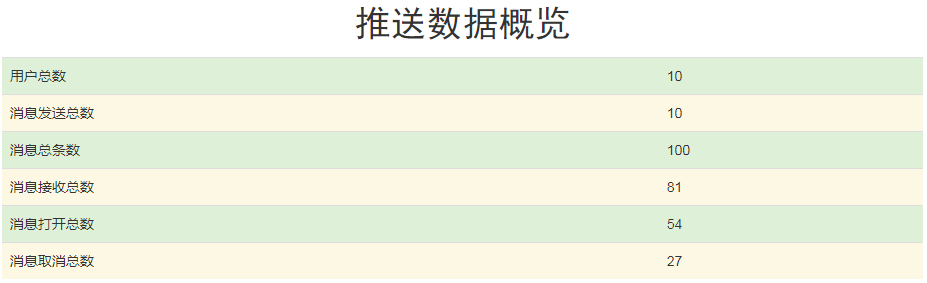 推送数据概览
用户总数 10
消息发送总数 10
消息总条数 100
消息接收总数 81
消息打开总数 54
消息取消总数 27